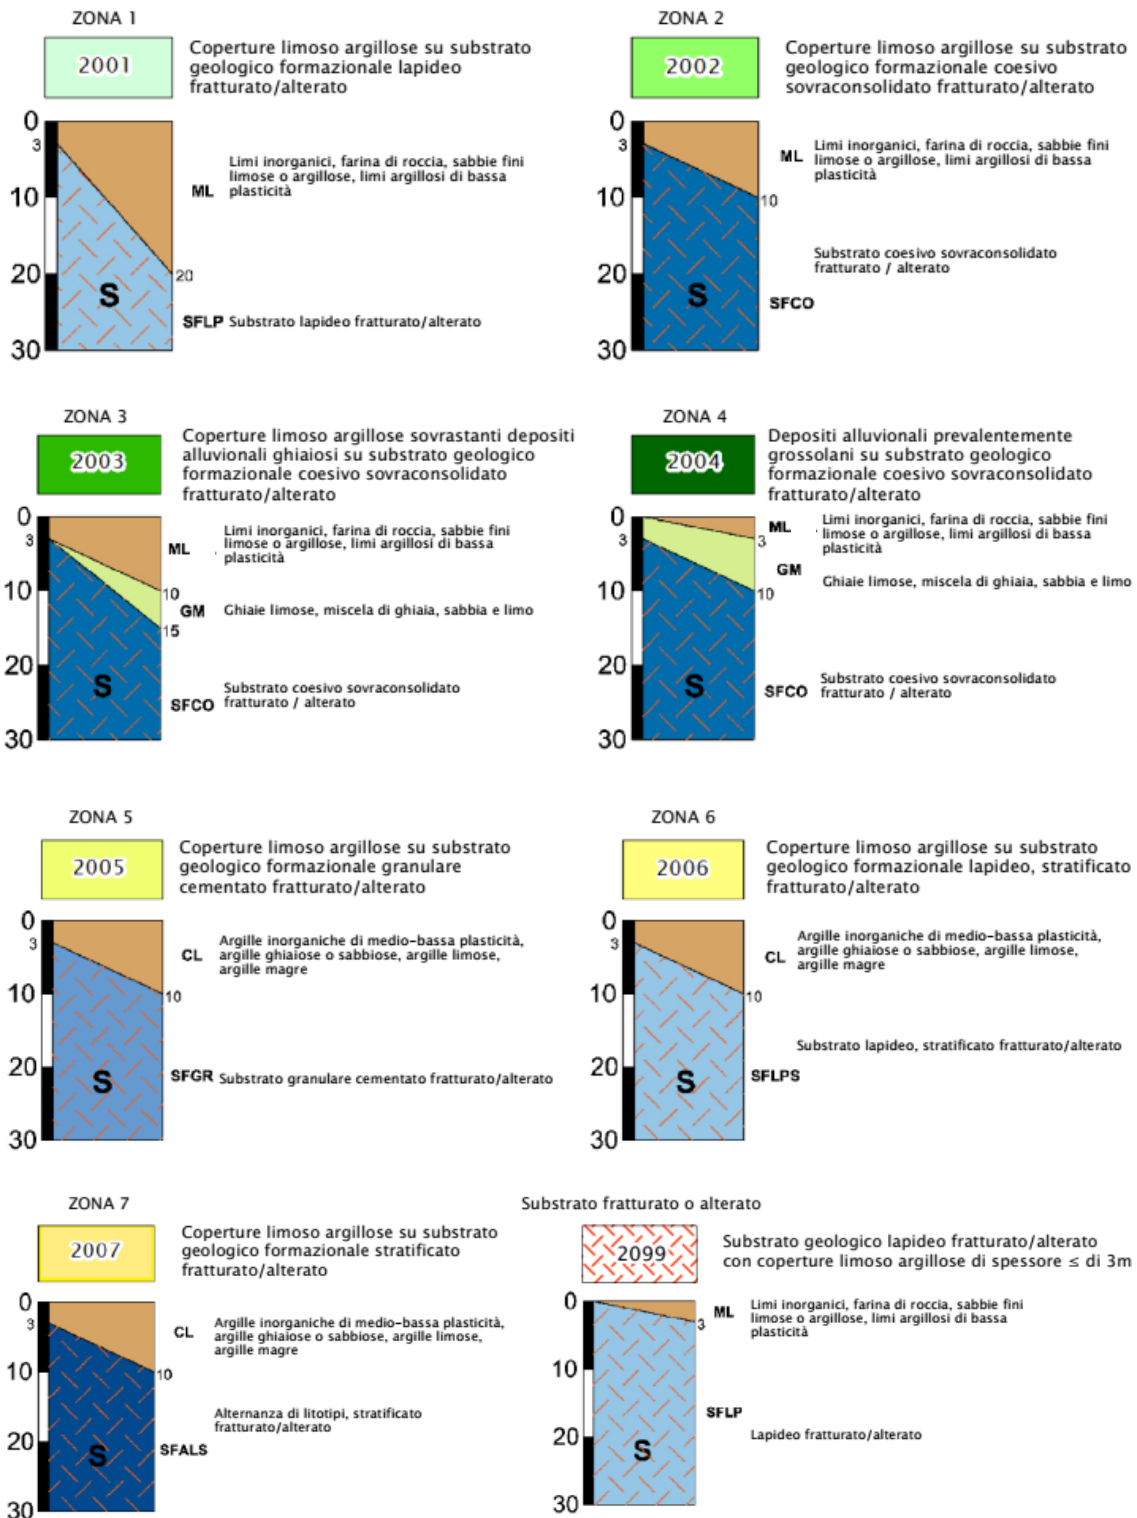 ZONA 1
2001
Coperture limoso argillose su substrato
geologico formazionale lapideo
fratturato/alterato
0
3
10
20
30
20
S
ML
Limi inorganici, farina di roccia, sabbie fini
limose o argillose, limi argillosi di bassa
plasticità
SFLP Substrato lapideo fratturato/alterato
ZONA 2
2002
Coperture limoso argillose su substrato
geologico formazionale coesivo
sovraconsolidato fratturato/alterato
0
3
10
20
30
10
S
ML
Limi inorganici, farina di roccia, sabbie fini
limose o argillose, limi argillosi di bassa
plasticità
Substrato coesivo sovraconsolidato
fratturato / alterato
SFCO
ZONA 3
2003
Coperture limoso argillose sovrastanti depositi
alluvionali ghiaiosi su substrato geologico
formazionale coesivo sovraconsolidato
fratturato/alterato
0
3
10
20
30
10
15
S
ML
Limi inorganici, farina di roccia, sabbie fini
limose o argillose, limi argillosi di bassa
plasticità
GM
Ghiaie limose, miscela di ghiaia, sabbia e limo
SFCO
Substrato coesivo sovraconsolidato
fratturato / alterato
ZONA 4
2004
Depositi alluvionali prevalentemente
grossolani su substrato geologico
formazionale coesivo sovraconsolidato
fratturato/alterato
0
3
10
20
30
3
10
S
ML
Limi inorganici, farina di roccia, sabbie fini
limose o argillose, limi argillosi di bassa
plasticità
GM
Ghiaie limose, miscela di ghiaia, sabbia e limo
SFCO
Substrato coesivo sovraconsolidato
fratturato / alterato
ZONA 5
2005
Coperture limoso argillose su substrato
geologico formazionale granulare
cementato fratturato/alterato
0
3
10
20
30
10
S
CL
Argille inorganiche di medio-bassa plasticità,
argille ghiaiose o sabbiose, argille limose,
argille magre
SFGR Substrato granulare cementato fratturato/alterato
ZONA 6
2006
Coperture limoso argillose su substrato
geologico formazionale lapideo, stratificato
fratturato/alterato
0
3
10
20
30
10
S
CL
Argille inorganiche di medio-bassa plasticità,
argille ghiaiose o sabbiose, argille limose,
argille magre
Substrato lapideo, stratificato fratturato/alterato
SFLPS
ZONA 7
2007
Coperture limoso argillose su substrato
geologico formazionale stratificato
fratturato/alterato
0
3
10
20
30
10
S
CL
Argille inorganiche di medio-bassa plasticità,
argille ghiaiose o sabbiose, argille limose,
argille magre
Alternanza di litotipi, stratificato
fratturato/alterato
SFALS
Substrato fratturato o alterato
2099
Substrato geologico lapideo fratturato/alterato
con coperture limoso argillose di spessore ≤ di 3m
0
10
20
30
3
S
ML
Limi inorganici, farina di roccia, sabbie fini
limose o argillose, limi argillosi di bassa
plasticità
SFLP
Lapideo fratturato/alterato